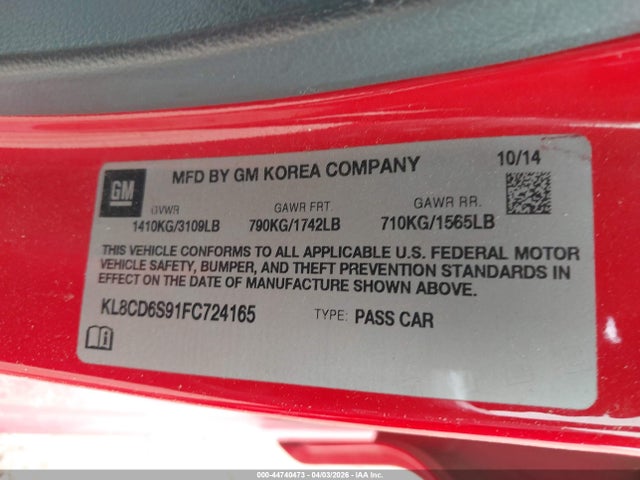 GM
MFD BY GM KOREA COMPANY
10/14
GVWR
GAWR FRT.
GAWR RR.
1410KG/3109LB
790KG/1742LB
710KG/1565LB
THIS VEHICLE CONFORMS TO ALL APPLICABLE U.S. FEDERAL MOTOR
VEHICLE SAFETY, BUMPER, AND THEFT PREVENTION STANDARDS IN
EFFECT ON THE DATE OF MANUFACTURE SHOWN ABOVE.
KL8CD6S91FC724165
TYPE: PASS CAR
000-44740473 - 04/03/2026 - IAA Inc.